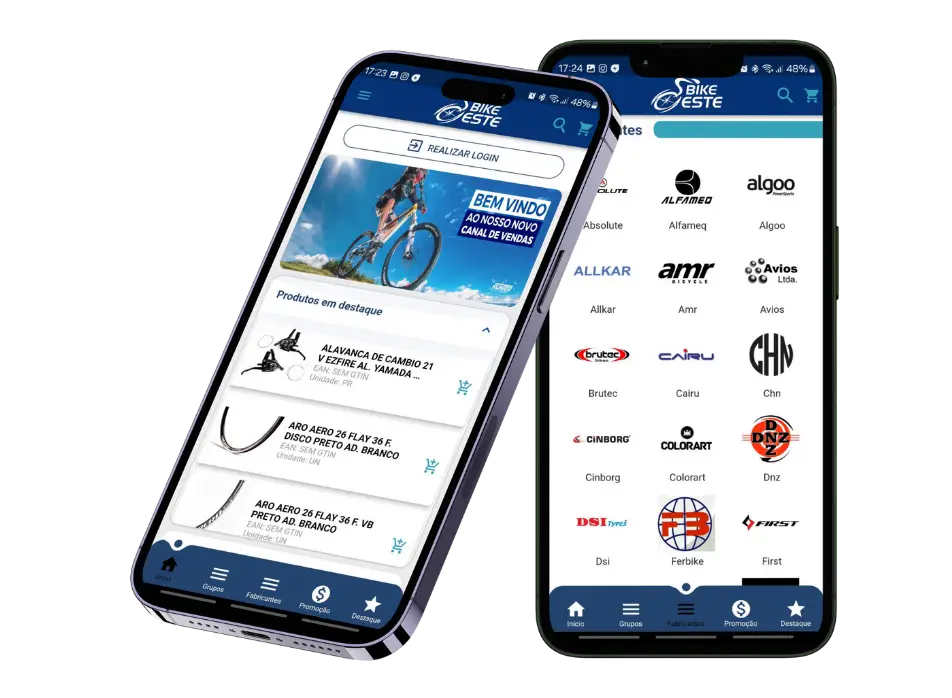 17:23
48%
BIKE
OESTE
REALIZAR LOGIN
BEM VINDO
AO NOSSO NOVO
CANAL DE VENDAS
Produtos em destaque
ALAVANCA DE CAMBIO 21
V EZFIRE AL. YAMADA ...
EAN: SEM GTIN
Unidade: PR
ARO AERO 26 FLAY 36 F.
DISCO PRETO AD. BRANCO
EAN: SEM GTIN
Unidade: UN
ARO AERO 26 FLAY 36 F. VB
PRETO AD. BRANCO
EAN: SEM GTIN
Unidade: UN
Grupos
Fabricantes
Promoção
Destaque
17:24
48%
BIKE
OESTE
ntes
OLUTE
ALFAMEQ
algoo
PowerSports
Absolute
Alfameq
Algoo
ALLKAR
amr
BICYCLE
Avios
Ltda.
Allkar
Amr
Avios
brutec
CAIRU
CHN
Brutec
Cairu
Chn
CINBORG
COLORART
DNZ
DNZ
Cinborg
Colorart
Dnz
DSI Tyres
FB
FIRST
Dsi
Ferbike
First
Início
Grupos
Fabricantes
Promoção
Destaque